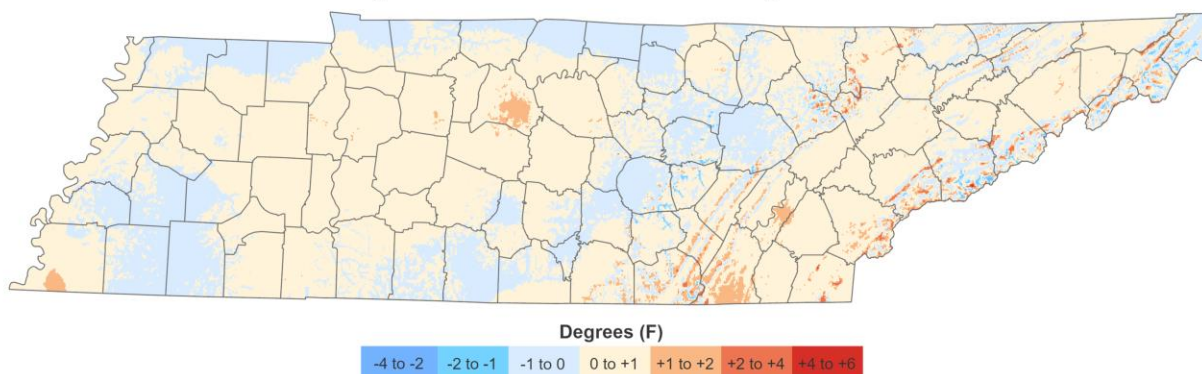 Degrees (F)
-4 to -2 -2 to -1 -1 to 0 0 to +1 +1 to +2 +2 to +4 +4 to +6